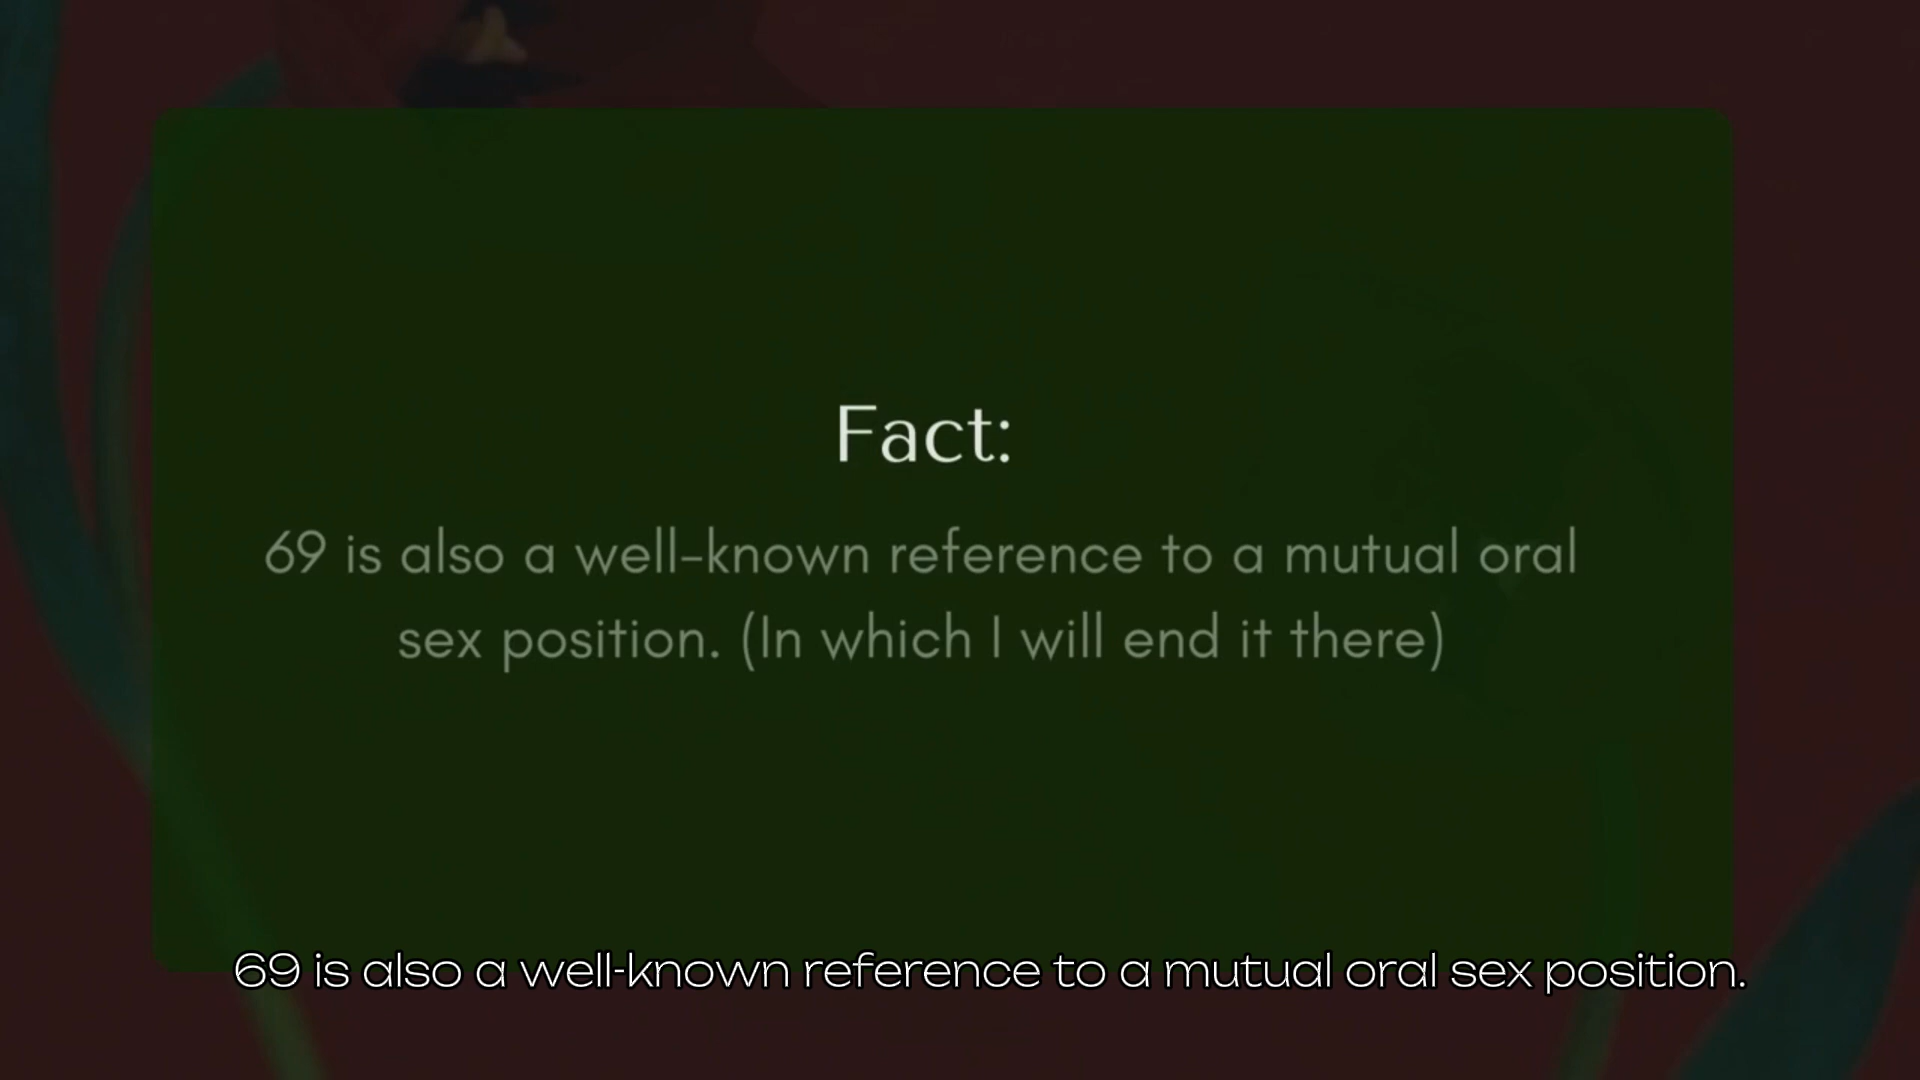 Fact:
69 is also a well-known reference to a mutual oral
sex position. (In which I will end it there)
69 is also a well-known reference to a mutual oral sex position.